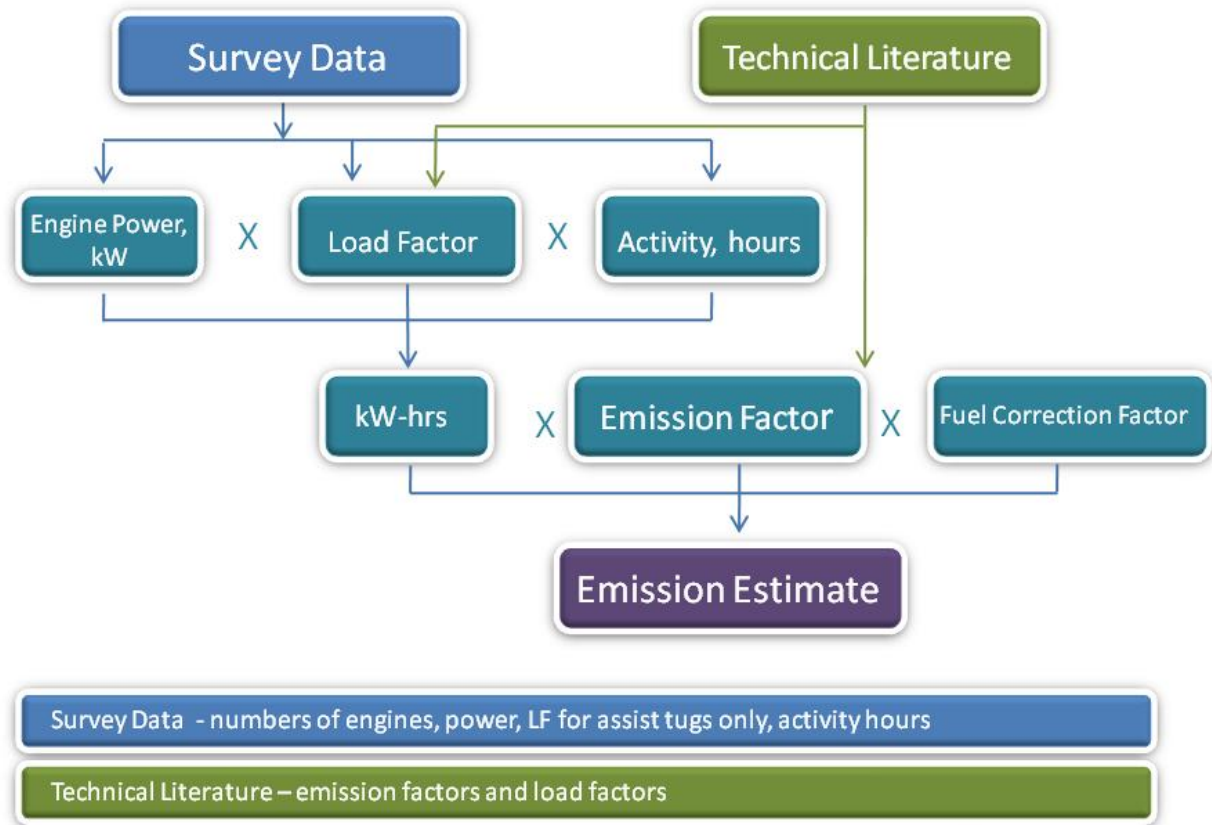 Survey Data
Technical Literature
Engine Power,
kW
X
Load Factor
X
Activity, hours
kW-hrs
X
Emission Factor
X
Fuel Correction Factor
Emission Estimate
Survey Data - numbers of engines, power, LF for assist tugs only, activity hours
Technical Literature – emission factors and load factors